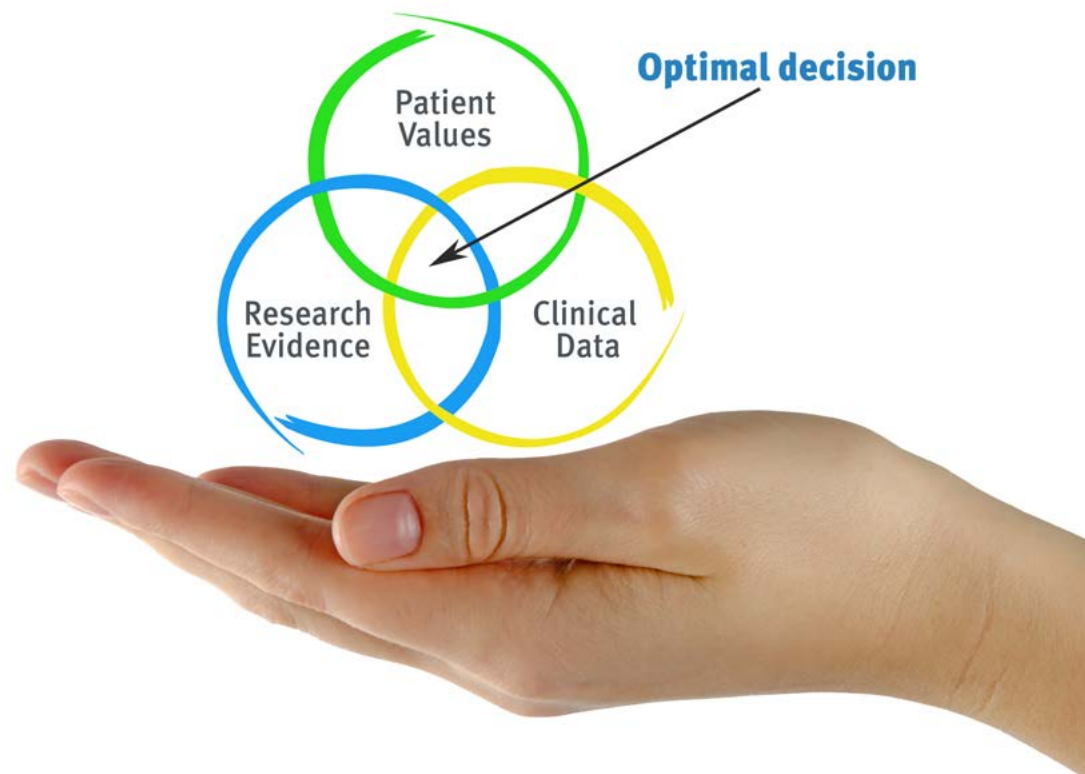 Optimal decision
Patient
Values
Research
Evidence
Clinical
Data